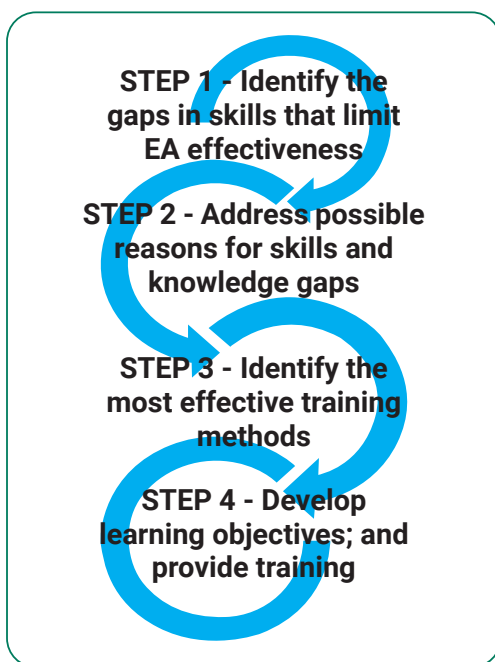 STEP 1 - Identify the
gaps in skills that limit
EA effectiveness
STEP 2 - Address possible
reasons for skills and
knowledge gaps
STEP 3 - Identify the
most effective training
methods
STEP 4 - Develop
learning objectives; and
provide training